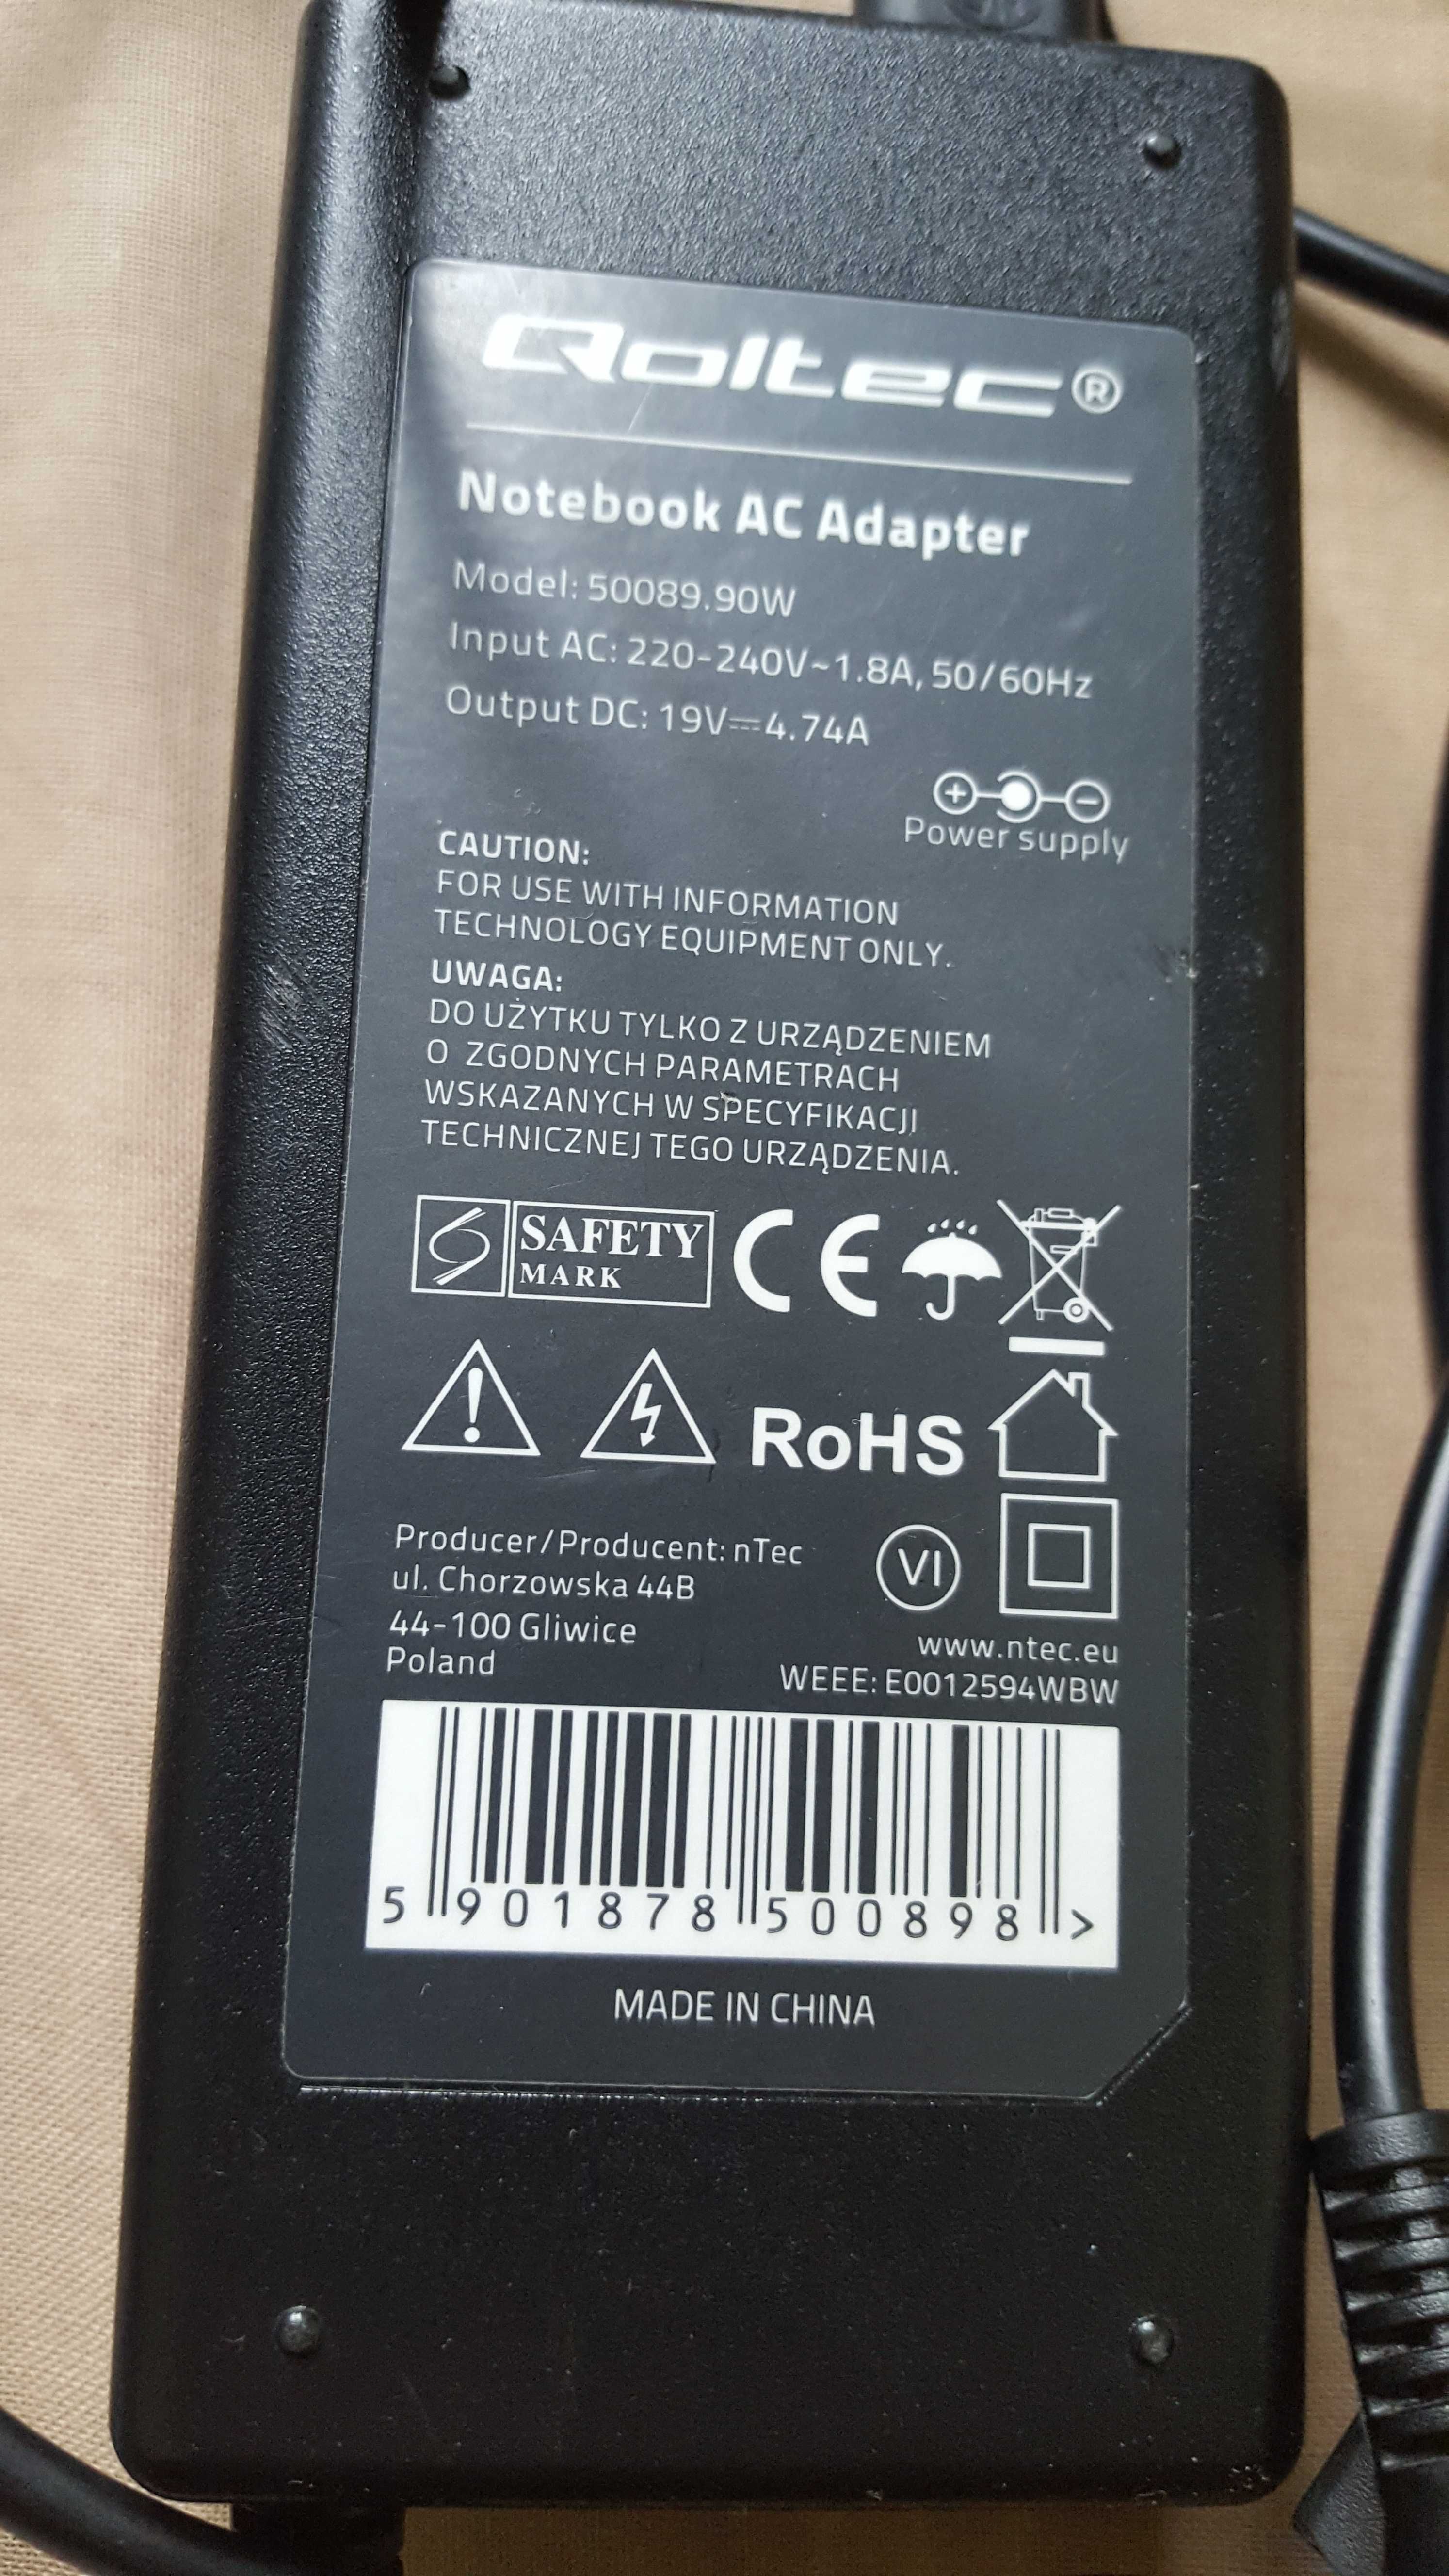 Qoltec®
Notebook AC Adapter
Model: 50089.90W
Input AC: 220-240V~1.8A, 50/60Hz
Output DC: 19V⎓4.74A
Power supply
CAUTION:
FOR USE WITH INFORMATION
TECHNOLOGY EQUIPMENT ONLY.
UWAGA:
DO UŻYTKU TYLKO Z URZĄDZENIEM
O ZGODNYCH PARAMETRACH
WSKAZANYCH W SPECYFIKACJI
TECHNICZNEJ TEGO URZĄDZENIA.
SAFETY
MARK
CE
RoHS
Producer/Producent: nTec
ul. Chorzowska 44B
44-100 Gliwice
Poland
VI
www.ntec.eu
WEEE: E0012594WBW
5 901878 500898 >
MADE IN CHINA